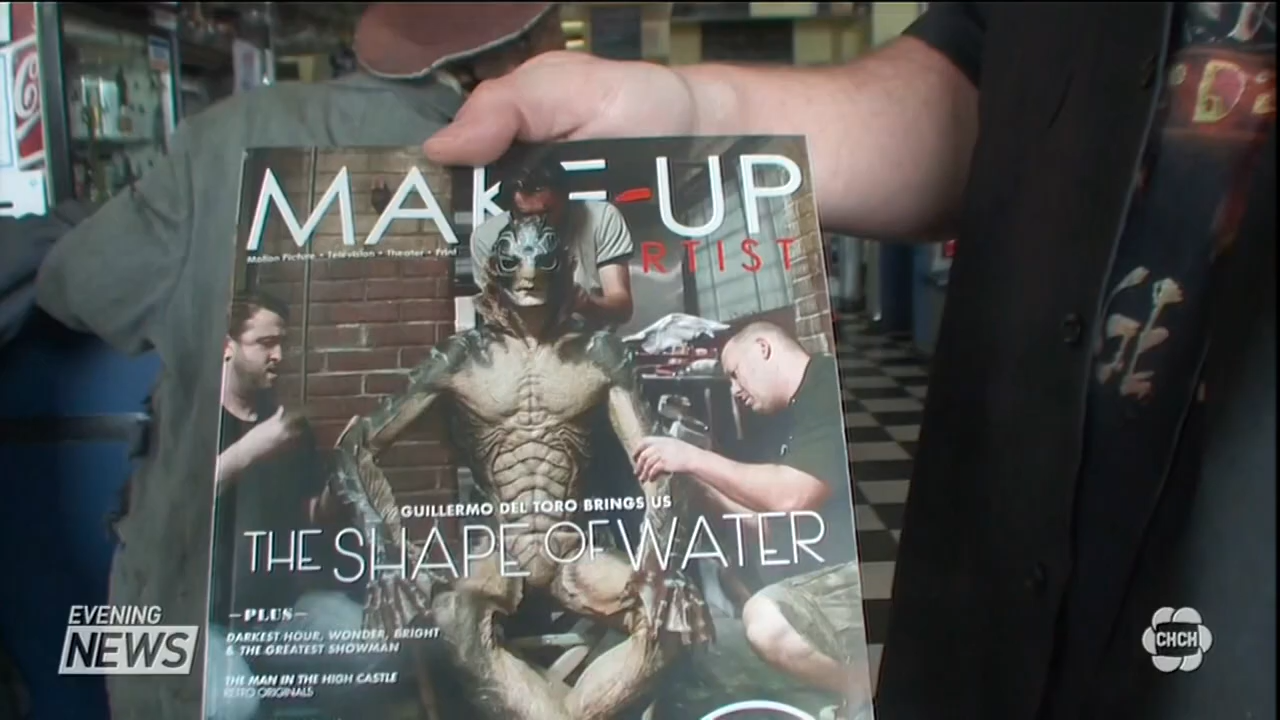 MAKE-UP
ARTIST
Motion Picture • Television • Theater • Print
GUILLERMO DEL TORO BRINGS US
THE SHAPE OF WATER
—PLUS—
DARKEST HOUR, WONDER, BRIGHT
& THE GREATEST SHOWMAN
THE MAN IN THE HIGH CASTLE
RETRO ORIGINALS
EVENING
NEWS
CHCH